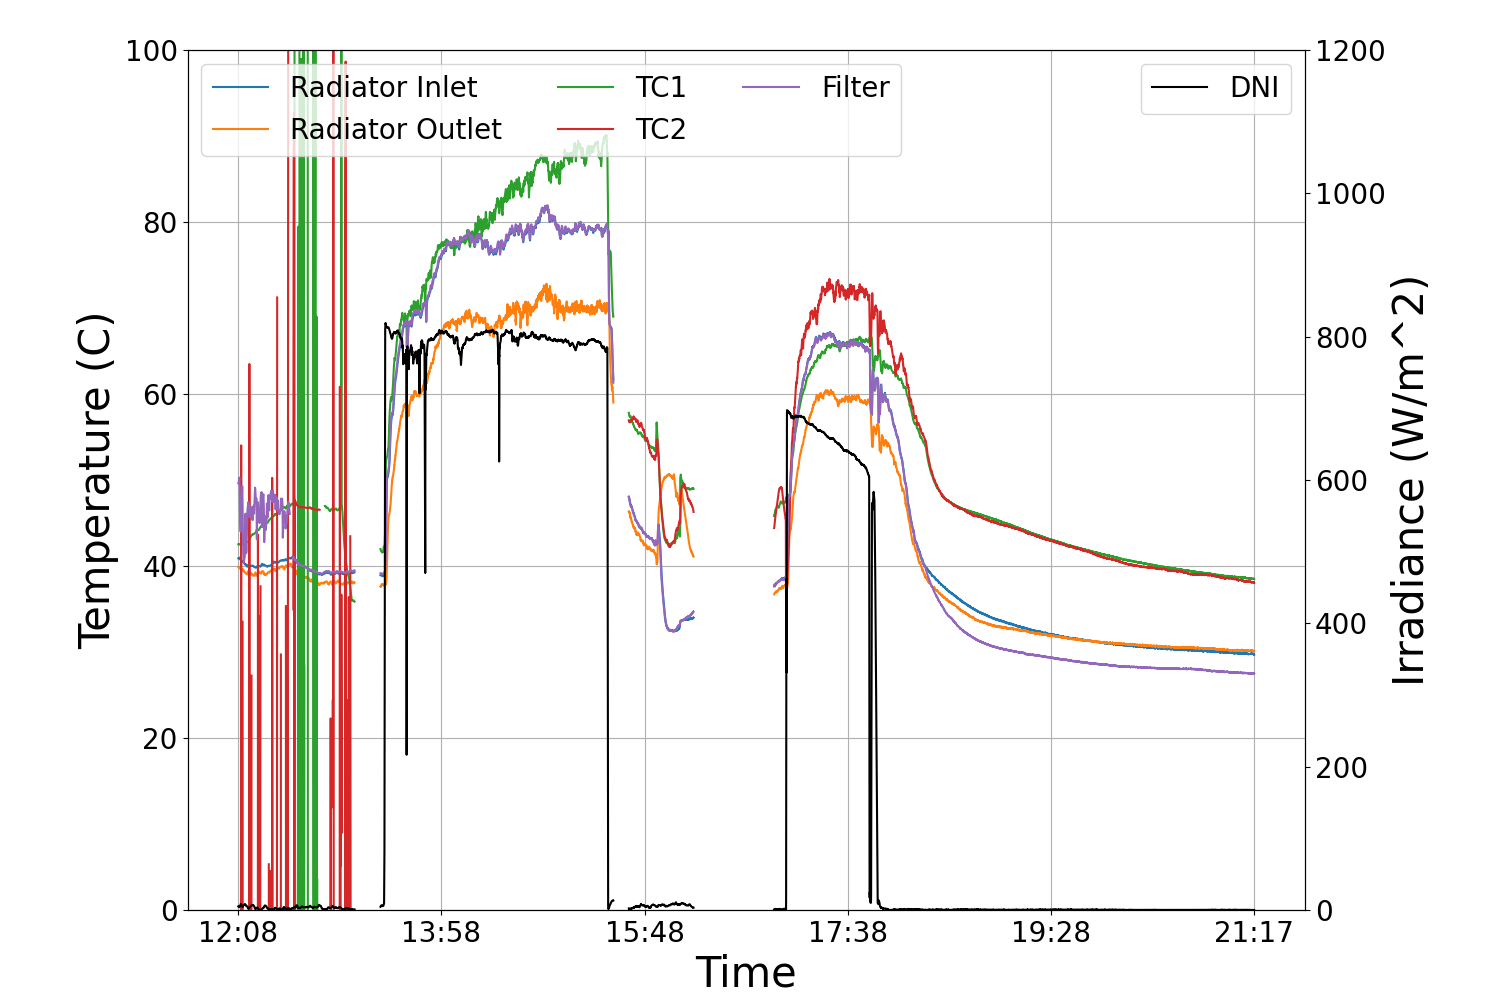 100
80
60
40
20
0
Temperature (C)
Radiator Inlet
Radiator Outlet
TC1
TC2
Filter
DNI
1200
1000
800
600
400
200
0
Irradiance (W/m^2)
12:08 13:58 15:48 17:38 19:28 21:17
Time